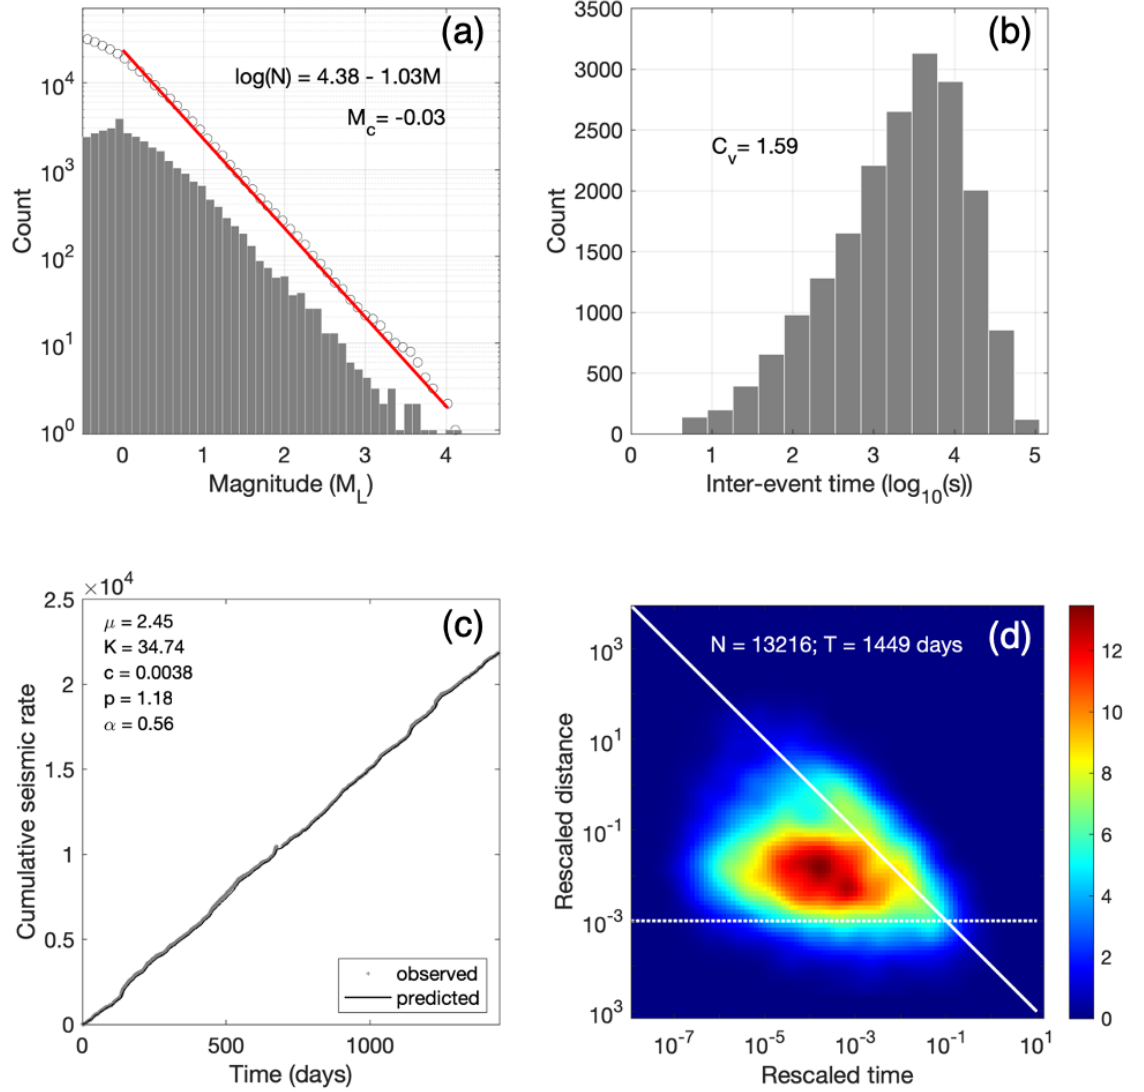 (a)
log(N) = 4.38 - 1.03M
M_c = -0.03
Count
10^4
10^3
10^2
10^1
10^0
0 1 2 3 4
Magnitude (M_L)
(b)
C_v = 1.59
Count
3500
3000
2500
2000
1500
1000
500
0
0 1 2 3 4 5
Inter-event time (log_10(s))
×10^4
(c)
μ = 2.45
K = 34.74
c = 0.0038
p = 1.18
α = 0.56
Cumulative seismic rate
2.5
2
1.5
1
0.5
0
observed
predicted
0 500 1000
Time (days)
(d)
N = 13216; T = 1449 days
Rescaled distance
10^3
10^1
10^-1
10^-3
10^3
10^-7 10^-5 10^-3 10^-1 10^1
Rescaled time
12
10
8
6
4
2
0